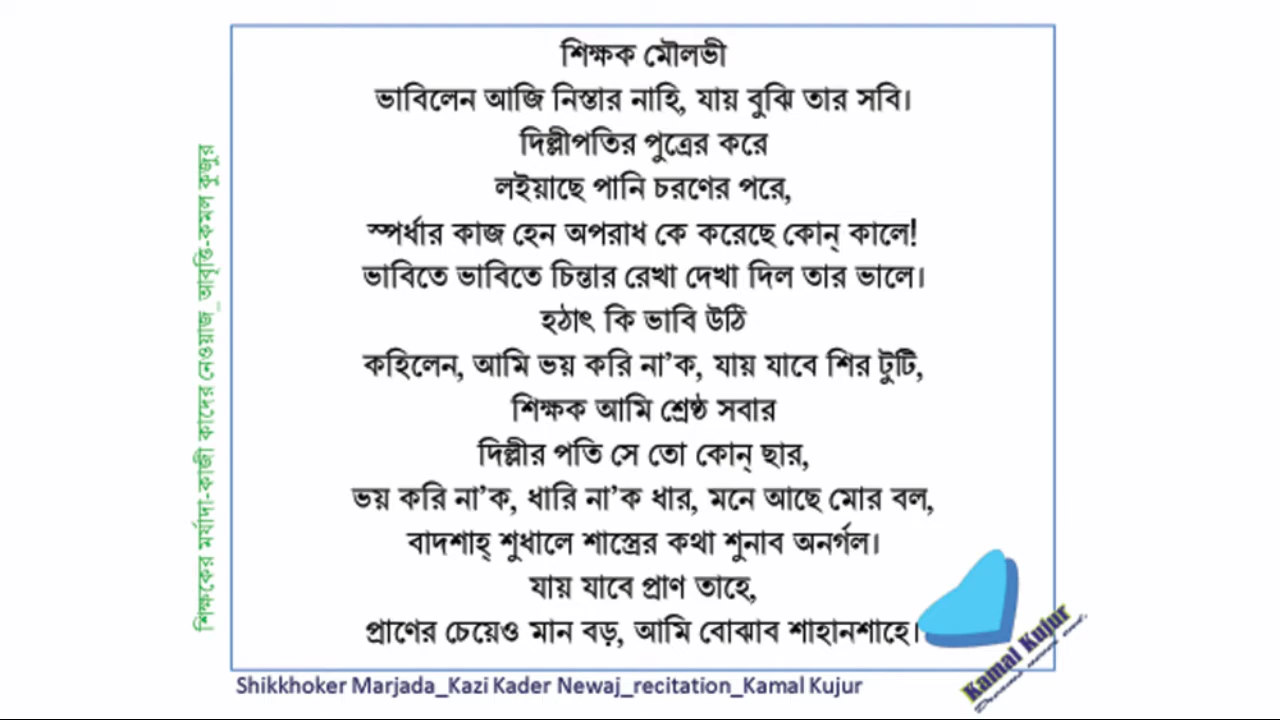 শিক্ষক মৌলভী
ভাবিলেন আজি নিস্তার নাহি, যায় বুঝি তার সবি।
দিল্লীপতির পুত্রের করে
লইয়াছে পানি চরণের পরে,
স্পর্ধার কাজ হেন অপরাধ কে করেছে কোন্ কালে!
ভাবিতে ভাবিতে চিন্তার রেখা দেখা দিল তার ভালে।
হঠাৎ কি ভাবি উঠি
কহিলেন, আমি ভয় করি না'ক, যায় যাবে শির টুটি,
শিক্ষক আমি শ্রেষ্ঠ সবার
দিল্লীর পতি সে তো কোন্ ছার,
ভয় করি না'ক, ধারি না'ক ধার, মনে আছে মোর বল,
বাদশাহ্ শুধালে শাস্ত্রের কথা শুনাব অনর্গল।
যায় যাবে প্রাণ তাহে,
প্রাণের চেয়েও মান বড়, আমি বোঝাব শাহানশাহে।
শিক্ষকের মর্যাদা-কাজী কাদের নেওয়াজ_আবৃত্তি-কমল কুজুর
Shikkhoker Marjada_Kazi Kader Newaj_recitation_Kamal Kujur
Kamal Kujur